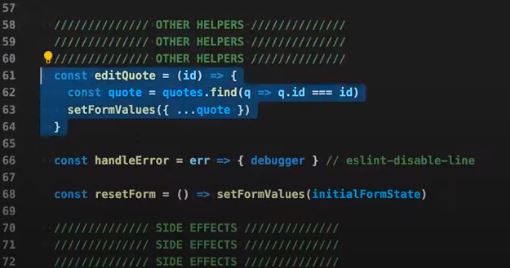 57
58 ////////////// OTHER HELPERS //////////////
59 ////////////// OTHER HELPERS //////////////
60 ////////////// OTHER HELPERS //////////////
61 const editQuote = (id) => {
62 const quote = quotes.find(q => q.id === id)
63 setFormValues({ ...quote })
64 }
65
66 const handleError = err => { debugger } // eslint-disable-line
67
68 const resetForm = () => setFormValues(initialFormState)
69
70 ////////////// SIDE EFFECTS //////////////
71 ////////////// SIDE EFFECTS //////////////
72 ////////////// SIDE EFFECTS //////////////